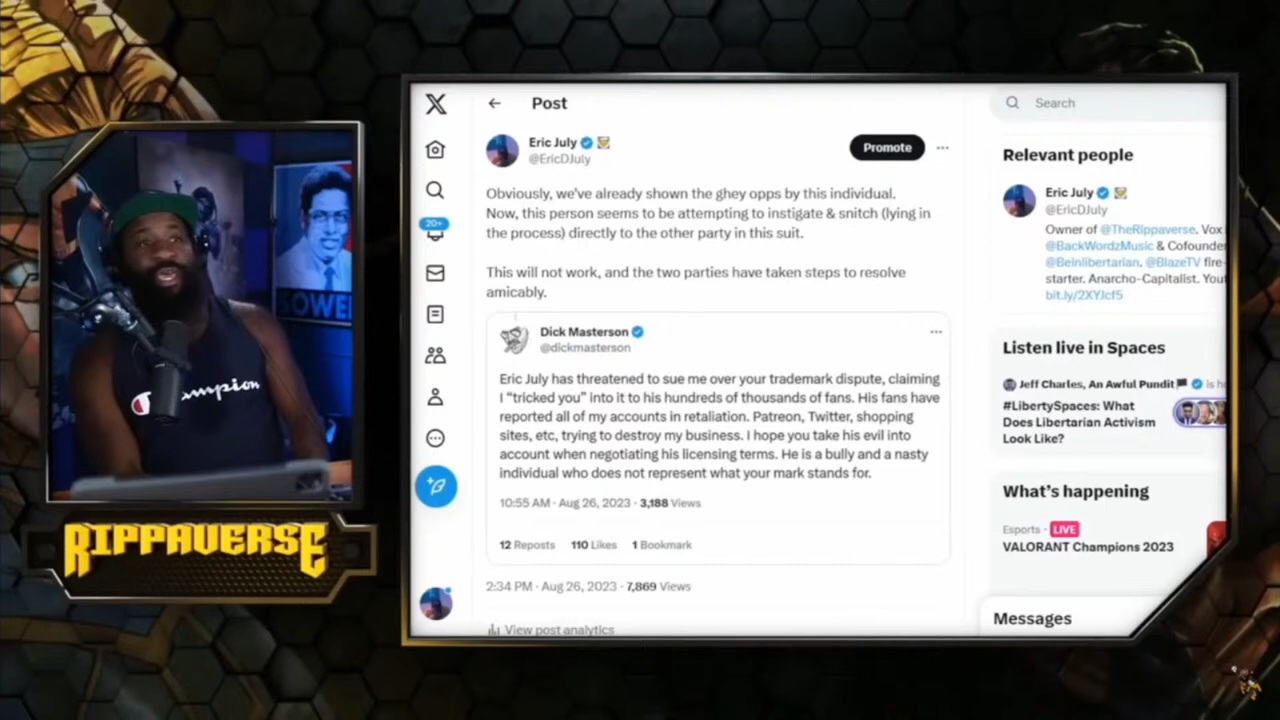 Post
Search
Eric July
@EricDJuly
Promote
Obviously, we've already shown the ghey opps by this individual.
Now, this person seems to be attempting to instigate & snitch (lying in
the process) directly to the other party in this suit.
This will not work, and the two parties have taken steps to resolve
amicably.
Dick Masterson
@dickmasterson
Eric July has threatened to sue me over your trademark dispute, claiming
I “tricked you” into it to his hundreds of thousands of fans. His fans have
reported all of my accounts in retaliation. Patreon, Twitter, shopping
sites, etc, trying to destroy my business. I hope you take his evil into
account when negotiating his licensing terms. He is a bully and a nasty
individual who does not represent what your mark stands for.
10:55 AM · Aug 26, 2023 · 3,188 Views
12 Reposts 110 Likes 1 Bookmark
2:34 PM · Aug 26, 2023 · 7,869 Views
View post analytics
20+
Relevant people
Eric July
@EricDJuly
Owner of @TheRippaverse. Vox
@BackWordzMusic & Cofounder
@Beinlibertarian. @BlazeTV fire-
starter. Anarcho-Capitalist. Yout
bit.ly/2XYJcf5
Listen live in Spaces
Jeff Charles, An Awful Pundit is h
#LibertySpaces: What
Does Libertarian Activism
Look Like?
What's happening
Esports · LIVE
VALORANT Champions 2023
Messages
SOWE
Champion
RIPPAVERSE